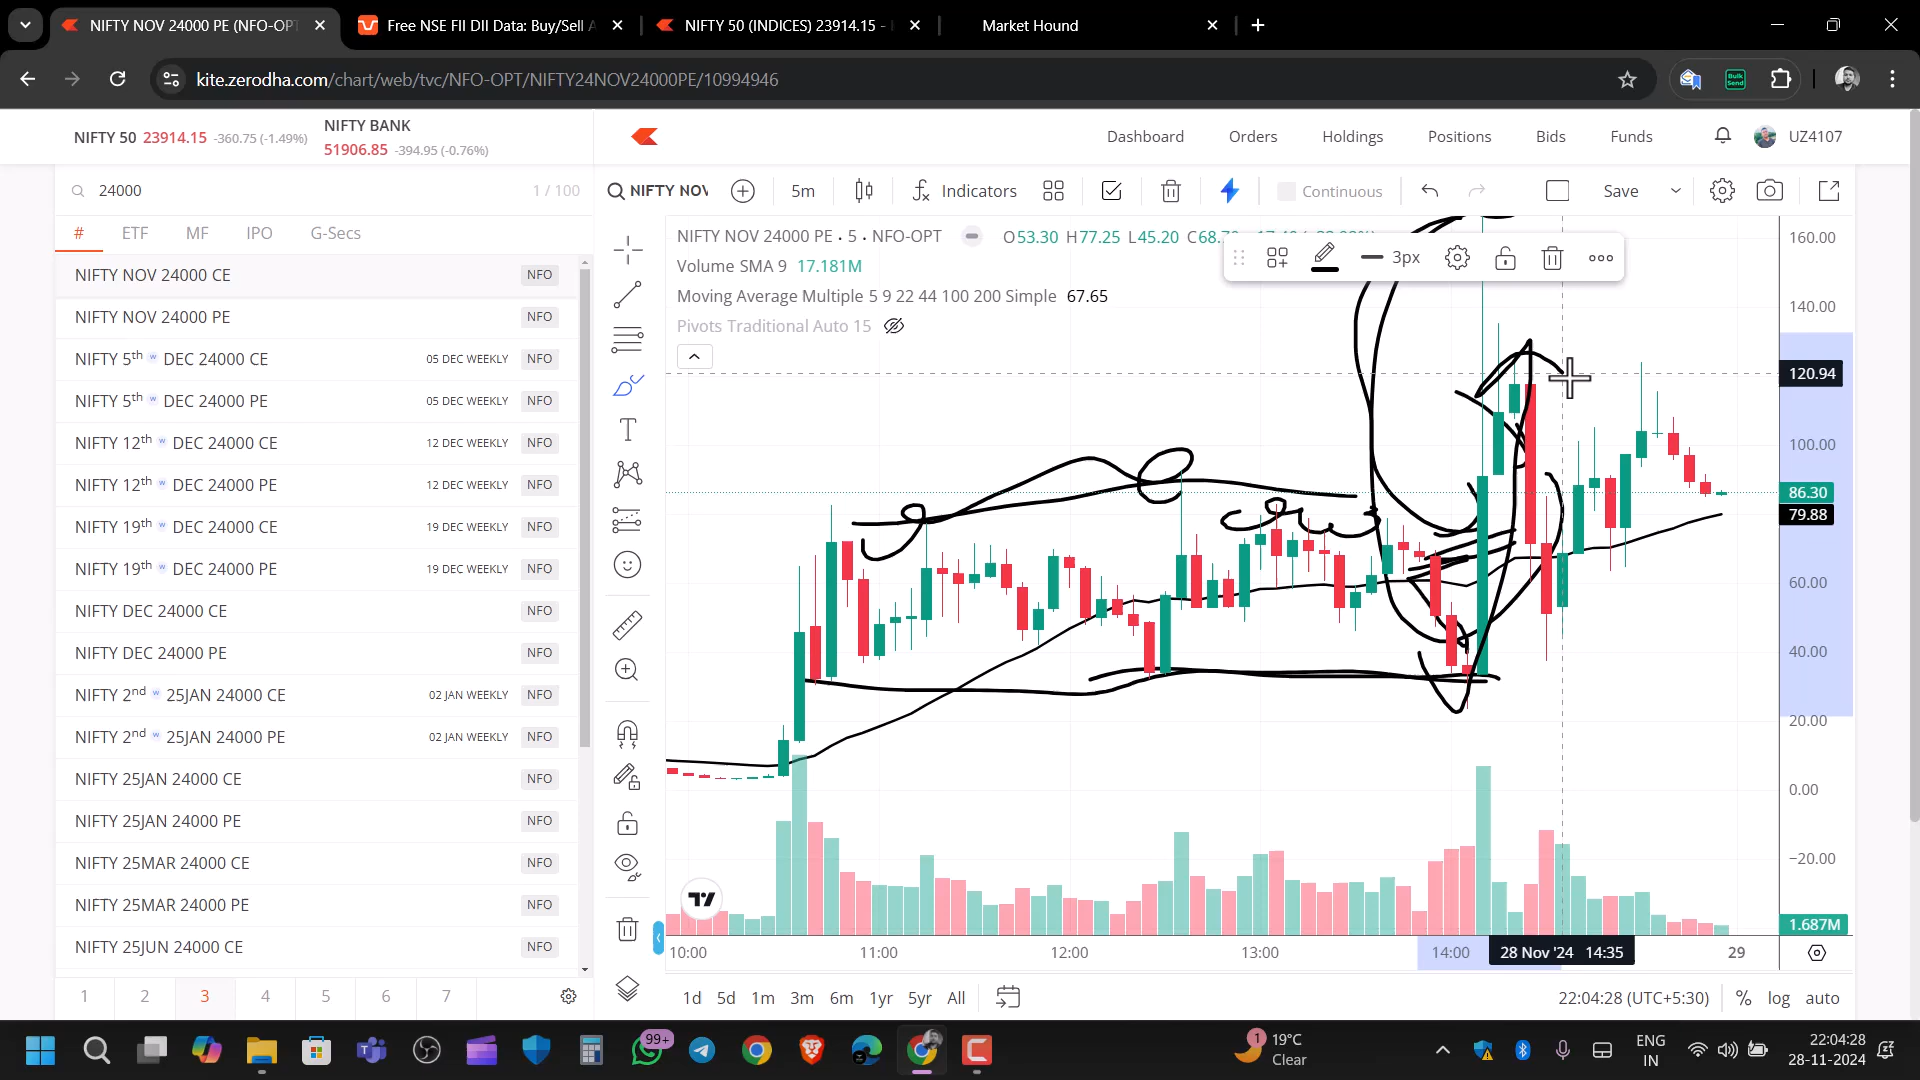 NIFTY NOV 24000 PE (NFO-OPT
Free NSE FII DII Data: Buy/Sell A
NIFTY 50 (INDICES) 23914.15 -
Market Hound
kite.zerodha.com/chart/web/tvc/NFO-OPT/NIFTY24NOV24000PE/10994946
Bulk Send
NIFTY 50 23914.15 -360.75 (-1.49%)
NIFTY BANK
51906.85 -394.95 (-0.76%)
Dashboard
Orders
Holdings
Positions
Bids
Funds
UZ4107
24000
1 / 100
# ETF MF IPO G-Secs
NIFTY NOV 24000 CE NFO
NIFTY NOV 24000 PE NFO
NIFTY 5th w DEC 24000 CE 05 DEC WEEKLY NFO
NIFTY 5th w DEC 24000 PE 05 DEC WEEKLY NFO
NIFTY 12th w DEC 24000 CE 12 DEC WEEKLY NFO
NIFTY 12th w DEC 24000 PE 12 DEC WEEKLY NFO
NIFTY 19th w DEC 24000 CE 19 DEC WEEKLY NFO
NIFTY 19th w DEC 24000 PE 19 DEC WEEKLY NFO
NIFTY DEC 24000 CE NFO
NIFTY DEC 24000 PE NFO
NIFTY 2nd w 25JAN 24000 CE 02 JAN WEEKLY NFO
NIFTY 2nd w 25JAN 24000 PE 02 JAN WEEKLY NFO
NIFTY 25JAN 24000 CE NFO
NIFTY 25JAN 24000 PE NFO
NIFTY 25MAR 24000 CE NFO
NIFTY 25MAR 24000 PE NFO
NIFTY 25JUN 24000 CE NFO
1 2 3 4 5 6 7
NIFTY NOV
5m
Indicators
Continuous
Save
NIFTY NOV 24000 PE · 5 · NFO-OPT O53.30 H77.25 L45.20
3px
Volume SMA 9 17.181M
Moving Average Multiple 5 9 22 44 100 200 Simple 67.65
Pivots Traditional Auto 15
160.00
140.00
120.94
100.00
86.30
79.88
60.00
40.00
20.00
0.00
−20.00
1.687M
10:00 11:00 12:00 13:00 14:00 28 Nov '24 14:35 29
1d 5d 1m 3m 6m 1yr 5yr All
22:04:28 (UTC+5:30) % log auto
99+
1
19°C
Clear
ENG
IN
22:04:28
28-11-2024